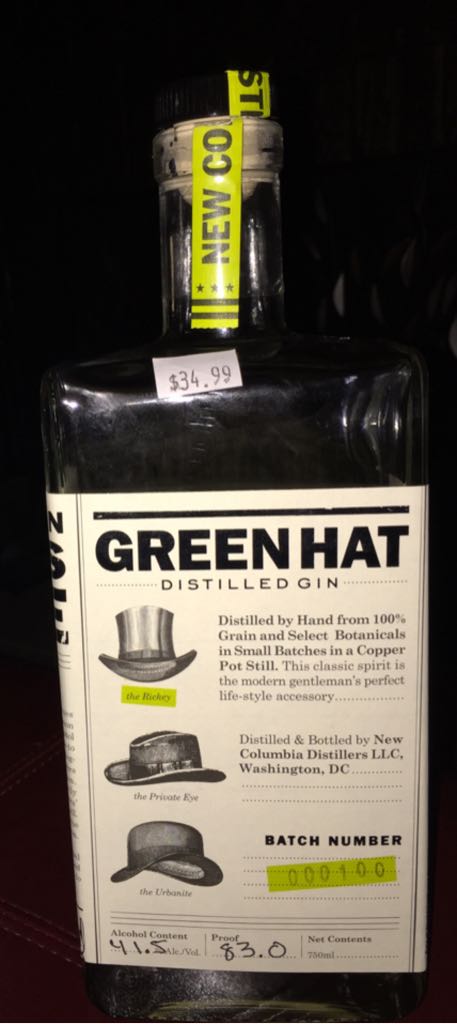 ST
NEW CO
$34.99
GREEN HAT
DISTILLED GIN
Distilled by Hand from 100%
Grain and Select Botanicals
in Small Batches in a Copper
Pot Still. This classic spirit is
the modern gentleman's perfect
life-style accessory
the Rickey
Distilled & Bottled by New
Columbia Distillers LLC,
Washington, DC
the Private Eye
BATCH NUMBER
000100
the Urbanite
Alcohol Content
41.5 Alc./Vol.
Proof
83.0
Net Contents
750ml